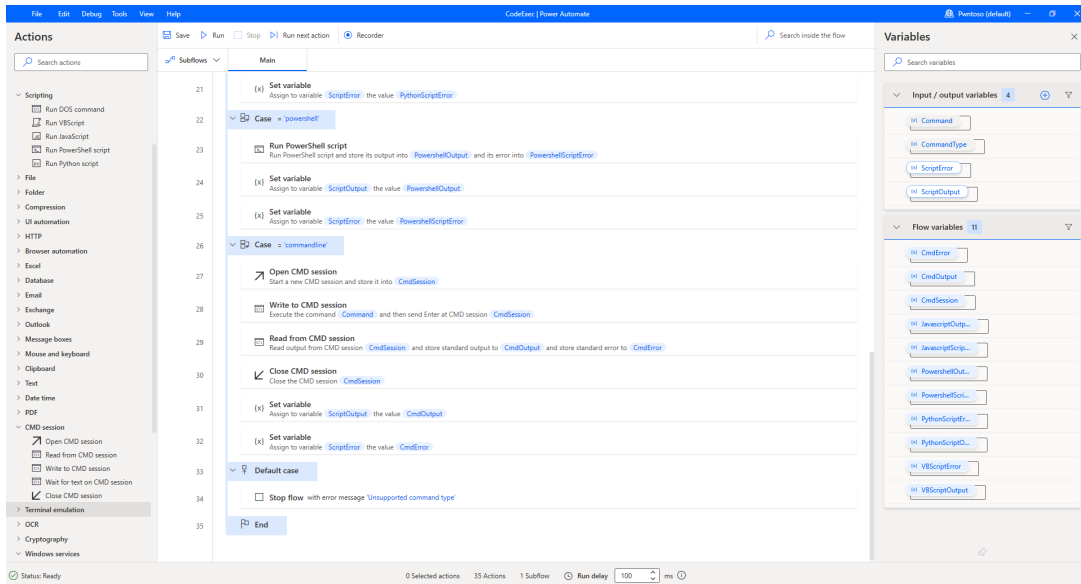 File Edit Debug Tools View Help
CodeExec | Power Automate
Pwntoso (default)
Actions
Search actions
Scripting
Run DOS command
Run VBScript
Run JavaScript
Run PowerShell script
Run Python script
File
Folder
Compression
UI automation
HTTP
Browser automation
Excel
Database
Email
Exchange
Outlook
Message boxes
Mouse and keyboard
Clipboard
Text
Date time
PDF
CMD session
Open CMD session
Read from CMD session
Write to CMD session
Wait for text on CMD session
Close CMD session
Terminal emulation
OCR
Cryptography
Windows services
Save Run Stop Run next action Recorder
Search inside the flow
Subflows Main
21 {x} Set variable
Assign to variable ScriptError the value PythonScriptError
22 Case = 'powershell'
23 Run PowerShell script
Run PowerShell script and store its output into PowershellOutput and its error into PowershellScriptError
24 {x} Set variable
Assign to variable ScriptOutput the value PowershellOutput
25 {x} Set variable
Assign to variable ScriptError the value PowershellScriptError
26 Case = 'commandline'
27 Open CMD session
Start a new CMD session and store it into CmdSession
28 Write to CMD session
Execute the command Command and then send Enter at CMD session CmdSession
29 Read from CMD session
Read output from CMD session CmdSession and store standard output to CmdOutput and store standard error to CmdError
30 Close CMD session
Close the CMD session CmdSession
31 {x} Set variable
Assign to variable ScriptOutput the value CmdOutput
32 {x} Set variable
Assign to variable ScriptError the value CmdError
33 Default case
34 Stop flow with error message 'Unsupported command type'
35 End
Variables
Search variables
Input / output variables 4
Command
CommandType
ScriptError
ScriptOutput
Flow variables 11
CmdError
CmdOutput
CmdSession
JavascriptOutp...
JavascriptScrip...
PowershellOut...
PowershellScri...
PythonScriptEr...
PythonScriptO...
VBScriptError
VBScriptOutput
Status: Ready
0 Selected actions 35 Actions 1 Subflow Run delay 100 ms